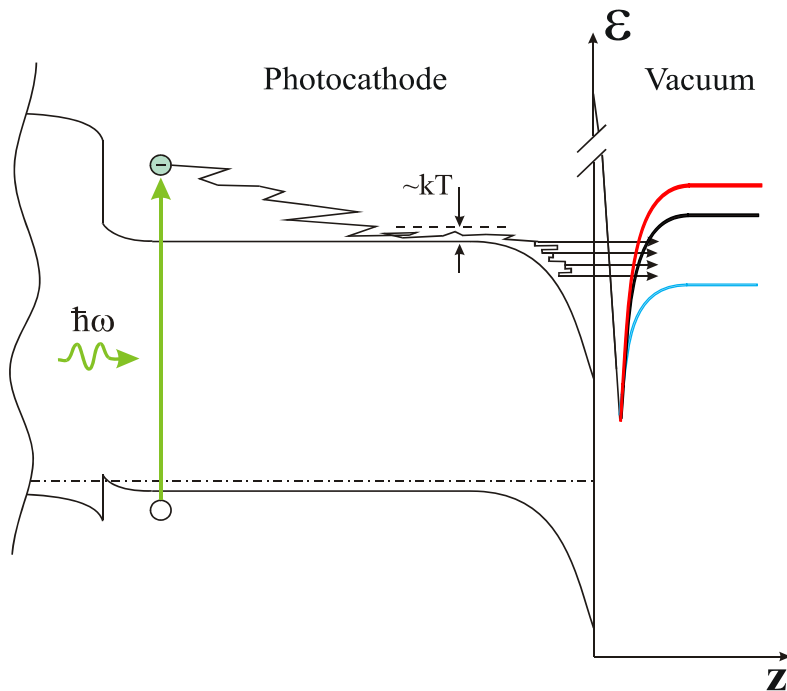 ε
Photocathode
Vacuum
~kT
ħω
−
z